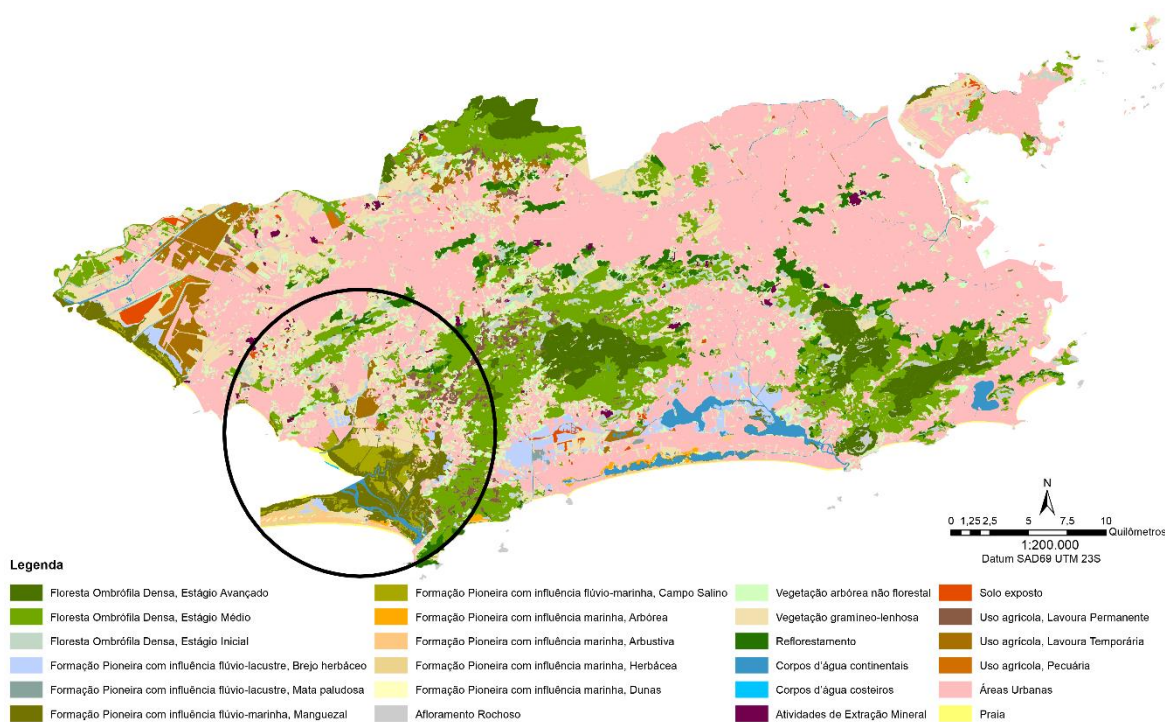 N
0 1,25 2,5 5 7,5 10
Quilômetros
1:200.000
Datum SAD69 UTM 23S
Legenda
Floresta Ombrófila Densa, Estágio Avançado
Floresta Ombrófila Densa, Estágio Médio
Floresta Ombrófila Densa, Estágio Inicial
Formação Pioneira com influência flúvio-lacustre, Brejo herbáceo
Formação Pioneira com influência flúvio-lacustre, Mata paludosa
Formação Pioneira com influência flúvio-marinha, Manguezal
Formação Pioneira com influência flúvio-marinha, Campo Salino
Formação Pioneira com influência marinha, Arbórea
Formação Pioneira com influência marinha, Arbustiva
Formação Pioneira com influência marinha, Herbácea
Formação Pioneira com influência marinha, Dunas
Afloramento Rochoso
Vegetação arbórea não florestal
Vegetação gramíneo-lenhosa
Reflorestamento
Corpos d'água continentais
Corpos d'água costeiros
Atividades de Extração Mineral
Solo exposto
Uso agrícola, Lavoura Permanente
Uso agrícola, Lavoura Temporária
Uso agrícola, Pecuária
Áreas Urbanas
Praia